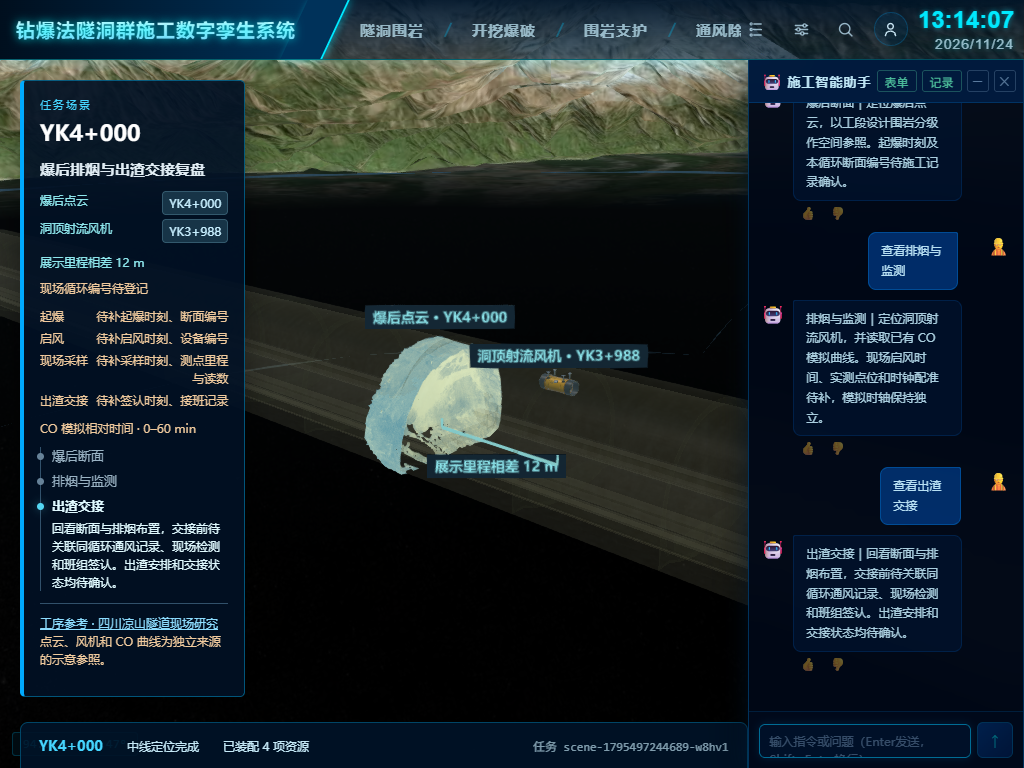 钻爆法隧洞群施工数字孪生系统
隧洞围岩 / 开挖爆破 / 围岩支护 / 通风除
13:14:07
2026/11/24
任务场景
YK4+000
爆后排烟与出渣交接复盘
爆后点云 YK4+000
洞顶射流风机 YK3+988
展示里程相差 12 m
现场循环编号待登记
起爆 待补起爆时刻、断面编号
启风 待补启风时刻、设备编号
现场采样 待补采样时刻、测点里程
与读数
出渣交接 待补签认时刻、接班记录
CO 模拟相对时间 · 0–60 min
爆后断面
排烟与监测
出渣交接
回看断面与排烟布置，交接前待
关联同循环通风记录、现场检测
和班组签认。出渣安排和交接状
态均待确认。
工序参考 · 四川凉山隧道现场研究
点云、风机和 CO 曲线为独立来源
的示意参照。
爆后点云 · YK4+000
洞顶射流风机 · YK3+988
展示里程相差 12 m
YK4+000 中线定位完成 已装配 4 项资源
任务 scene-1795497244689-w8hv1
施工智能助手 表单 记录
爆后断面 | 定位爆后点
云，以工段设计围岩分级
作空间参照。起爆时刻及
本循环断面编号待施工记
录确认。
查看排烟与
监测
排烟与监测 | 定位洞顶射
流风机，并读取已有 CO
模拟曲线。现场启风时
间、实测点位和时钟配准
待补，模拟时轴保持独
立。
查看出渣
交接
出渣交接 | 回看断面与排
烟布置，交接前待关联同
循环通风记录、现场检测
和班组签认。出渣安排和
交接状态均待确认。
输入指令或问题（Enter发送，